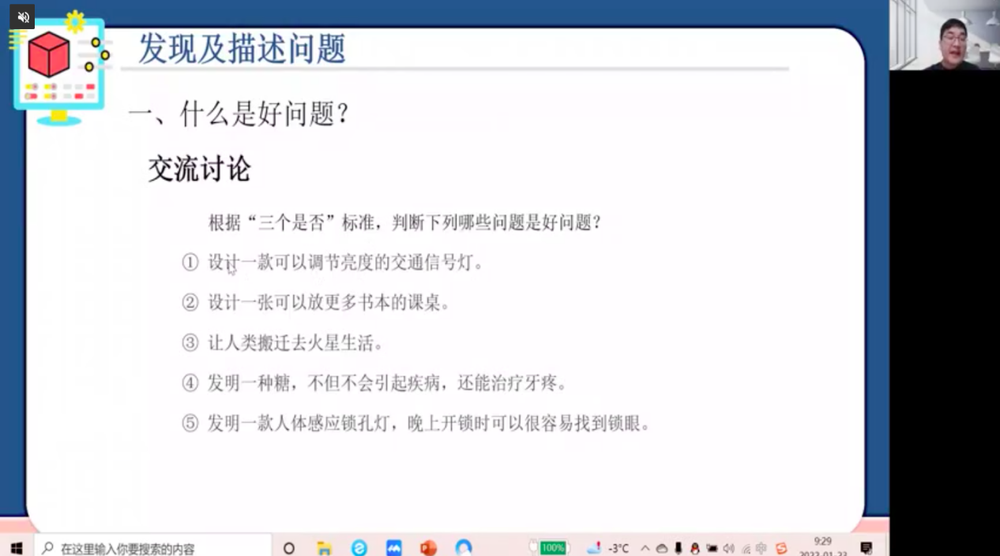 发现及描述问题
一、什么是好问题？
交流讨论
根据“三个是否”标准，判断下列哪些问题是好问题？
① 设计一款可以调节亮度的交通信号灯。
② 设计一张可以放更多书本的课桌。
③ 让人类搬迁去火星生活。
④ 发明一种糖，不但不会引起疾病，还能治疗牙疼。
⑤ 发明一款人体感应锁孔灯，晚上开锁时可以很容易找到锁眼。
在这里输入你要搜索的内容
100%
-3°C
9:29